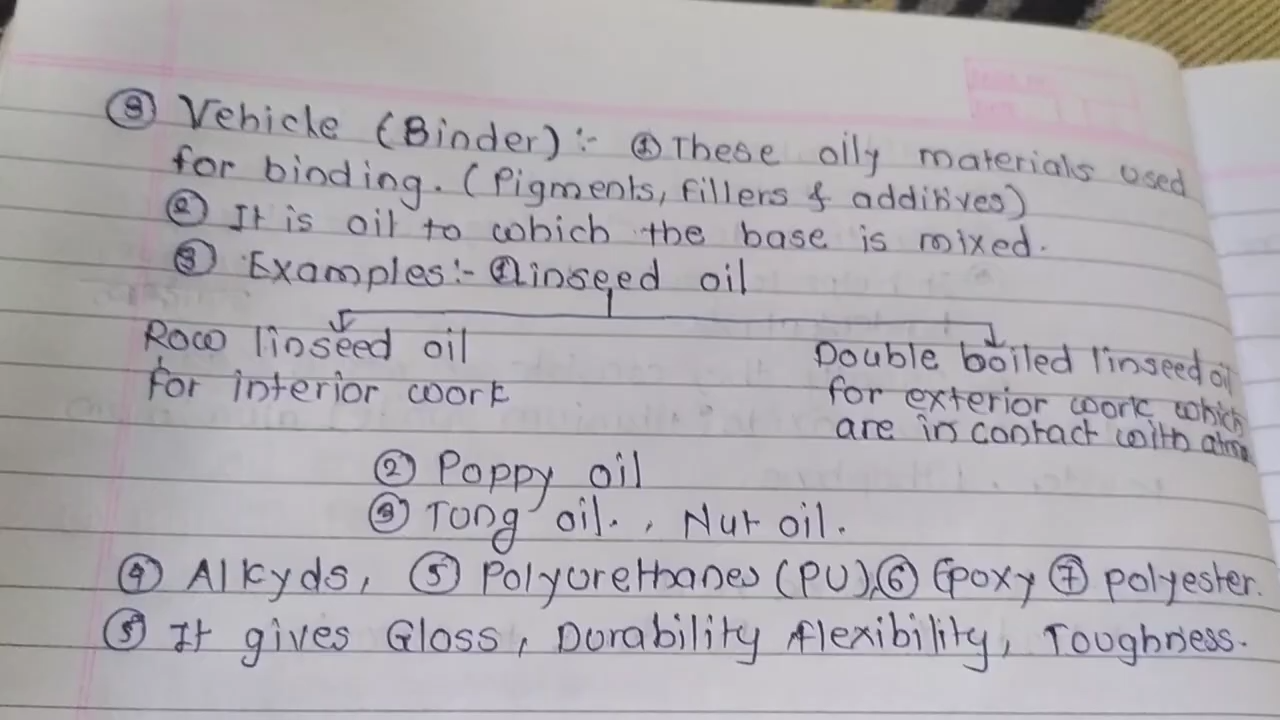 ③ Vehicle (Binder) :- ① These oily materials used
for binding. (Pigments, fillers & additives)
② It is oil to which the base is mixed.
③ Examples:- ① Linseed oil
Raw linseed oil
for interior work
Double boiled linseed oil
for exterior work which
are in contact with atmo
② Poppy oil
③ Tung oil. , Nut oil.
④ Alkyds, ⑤ Polyurethanes (PU), ⑥ Epoxy ⑦ polyester.
⑤ It gives Gloss, Durability flexibility, Toughness.